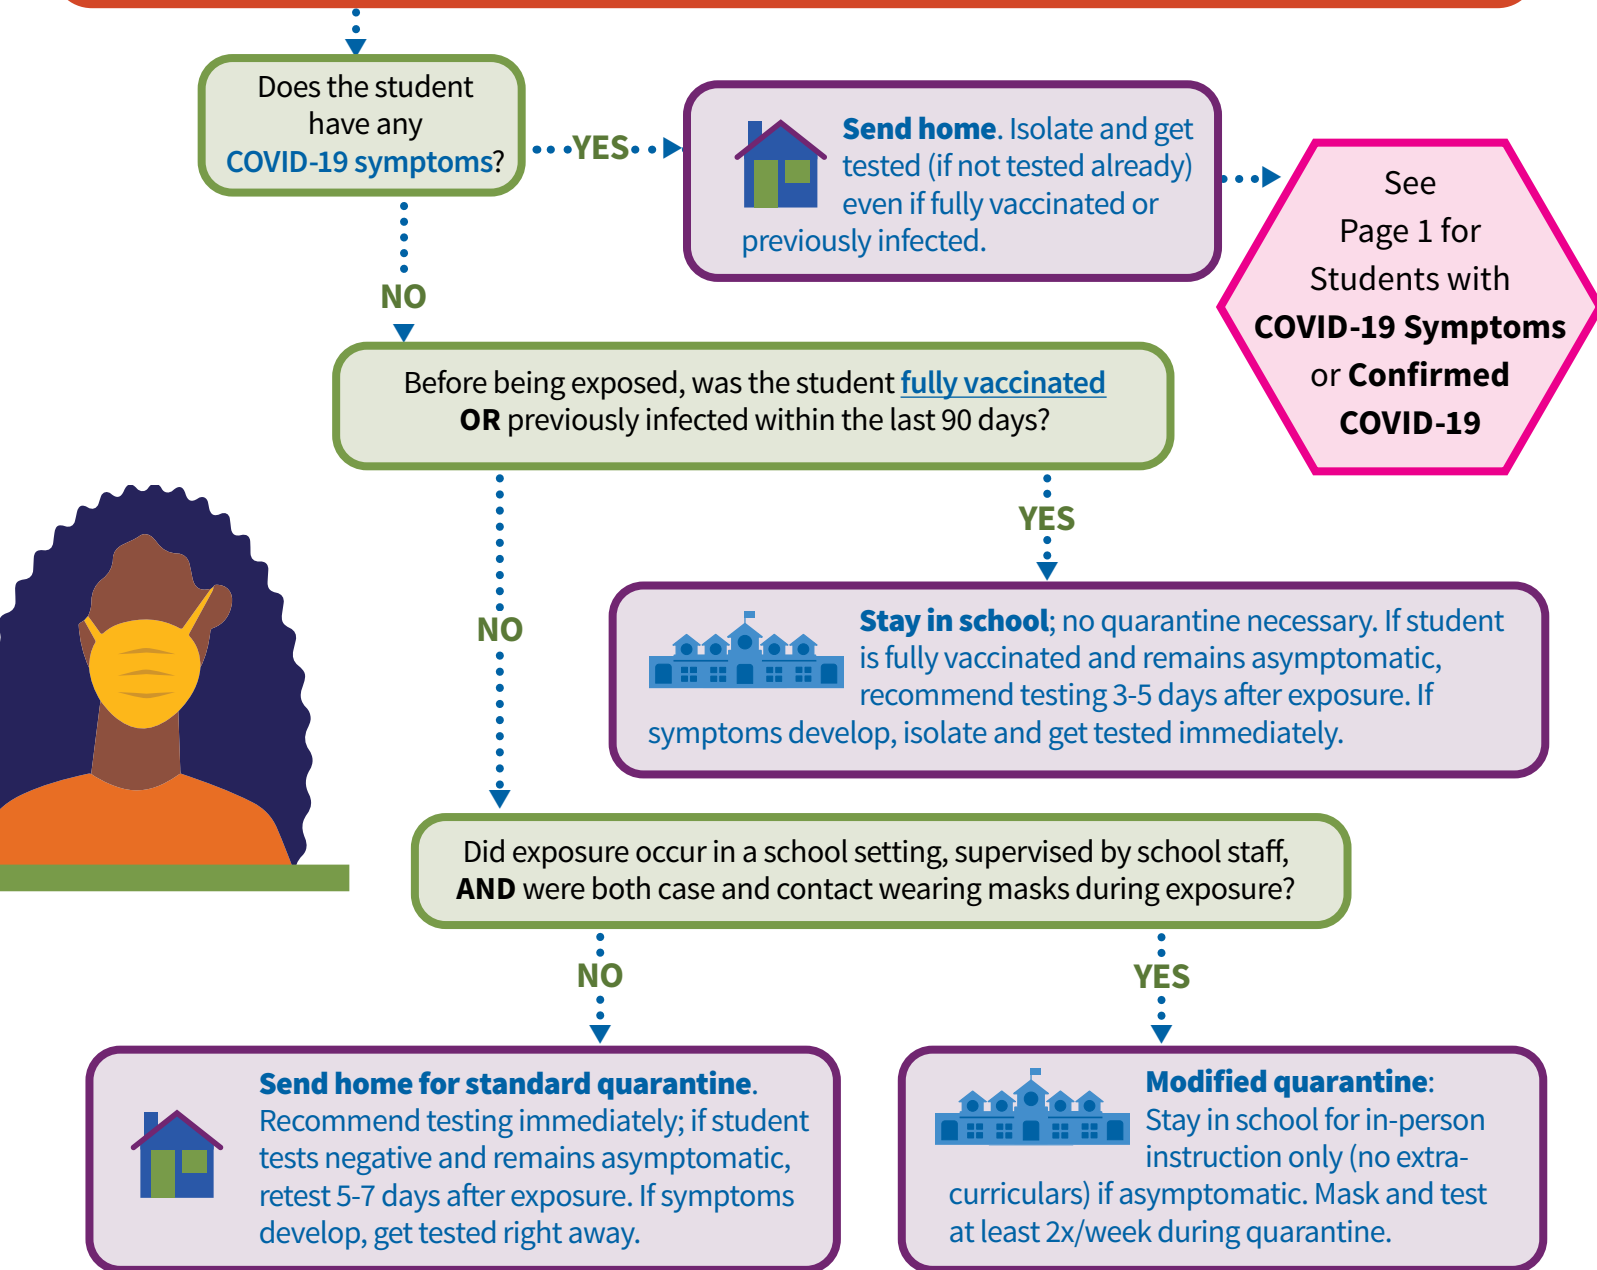 Does the student
have any
COVID-19 symptoms?
YES
Send home. Isolate and get
tested (if not tested already)
even if fully vaccinated or
previously infected.
See
Page 1 for
Students with
COVID-19 Symptoms
or Confirmed
COVID-19
NO
Before being exposed, was the student fully vaccinated
OR previously infected within the last 90 days?
YES
Stay in school; no quarantine necessary. If student
is fully vaccinated and remains asymptomatic,
recommend testing 3-5 days after exposure. If
symptoms develop, isolate and get tested immediately.
NO
Did exposure occur in a school setting, supervised by school staff,
AND were both case and contact wearing masks during exposure?
NO
Send home for standard quarantine.
Recommend testing immediately; if student
tests negative and remains asymptomatic,
retest 5-7 days after exposure. If symptoms
develop, get tested right away.
YES
Modified quarantine:
Stay in school for in-person
instruction only (no extra-
curriculars) if asymptomatic. Mask and test
at least 2x/week during quarantine.